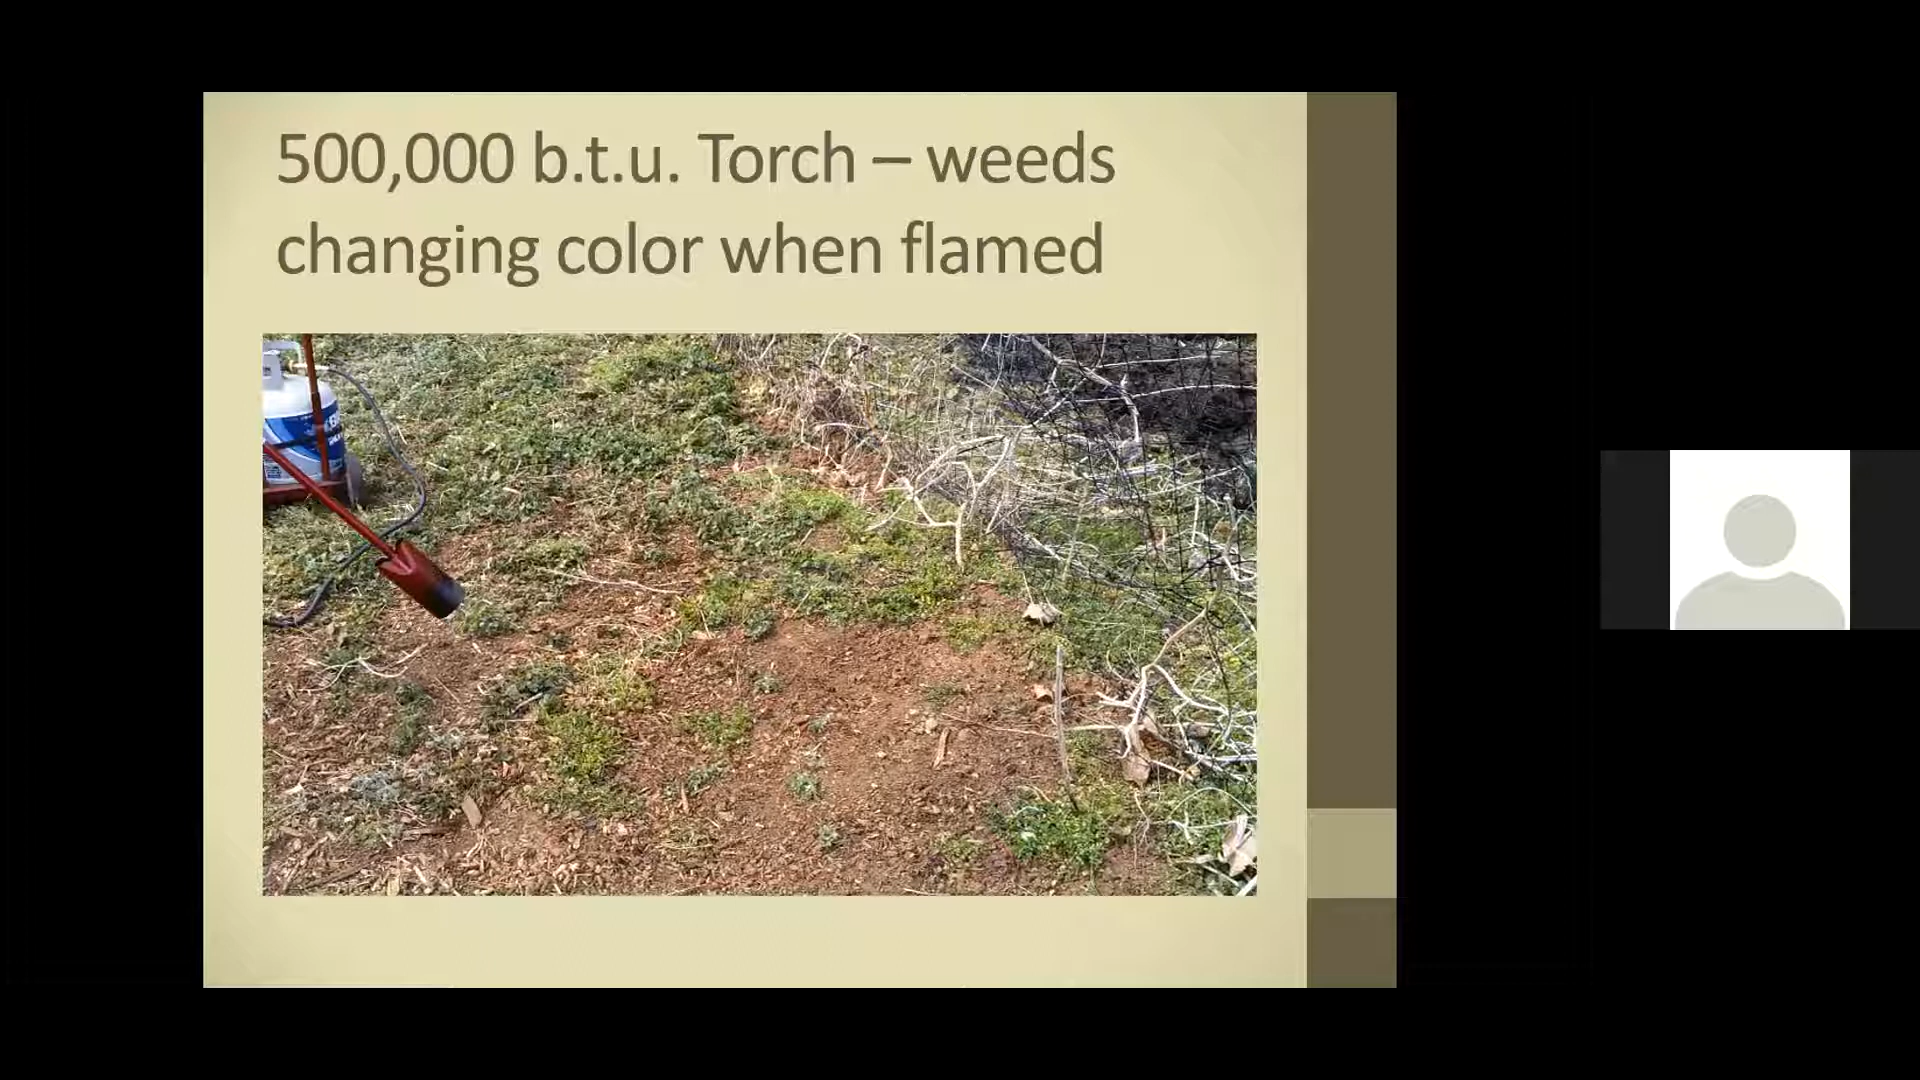 500,000 b.t.u. Torch – weeds
changing color when flamed